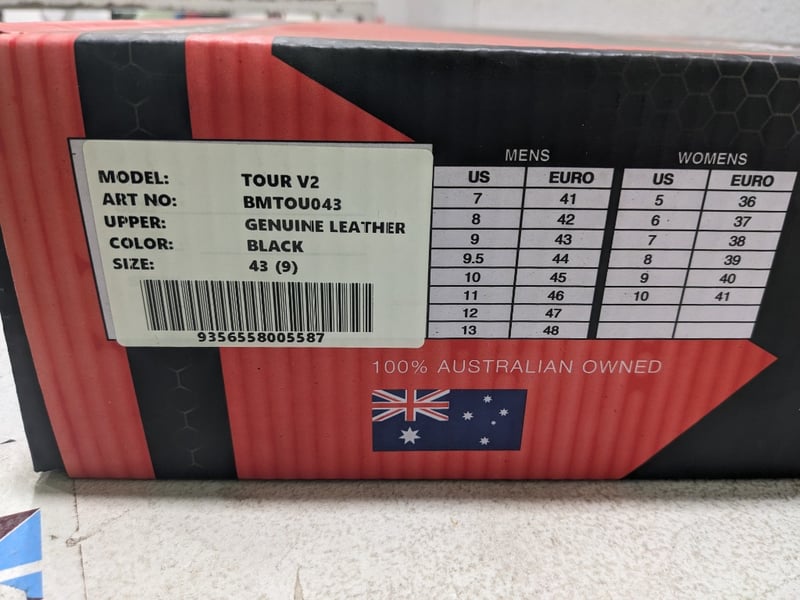 MODEL: TOUR V2
ART NO: BMTOU043
UPPER: GENUINE LEATHER
COLOR: BLACK
SIZE: 43 (9)
9356558005587
MENS
US EURO
7 41
8 42
9 43
9.5 44
10 45
11 46
12 47
13 48
WOMENS
US EURO
5 36
6 37
7 38
8 39
9 40
10 41
100% AUSTRALIAN OWNED